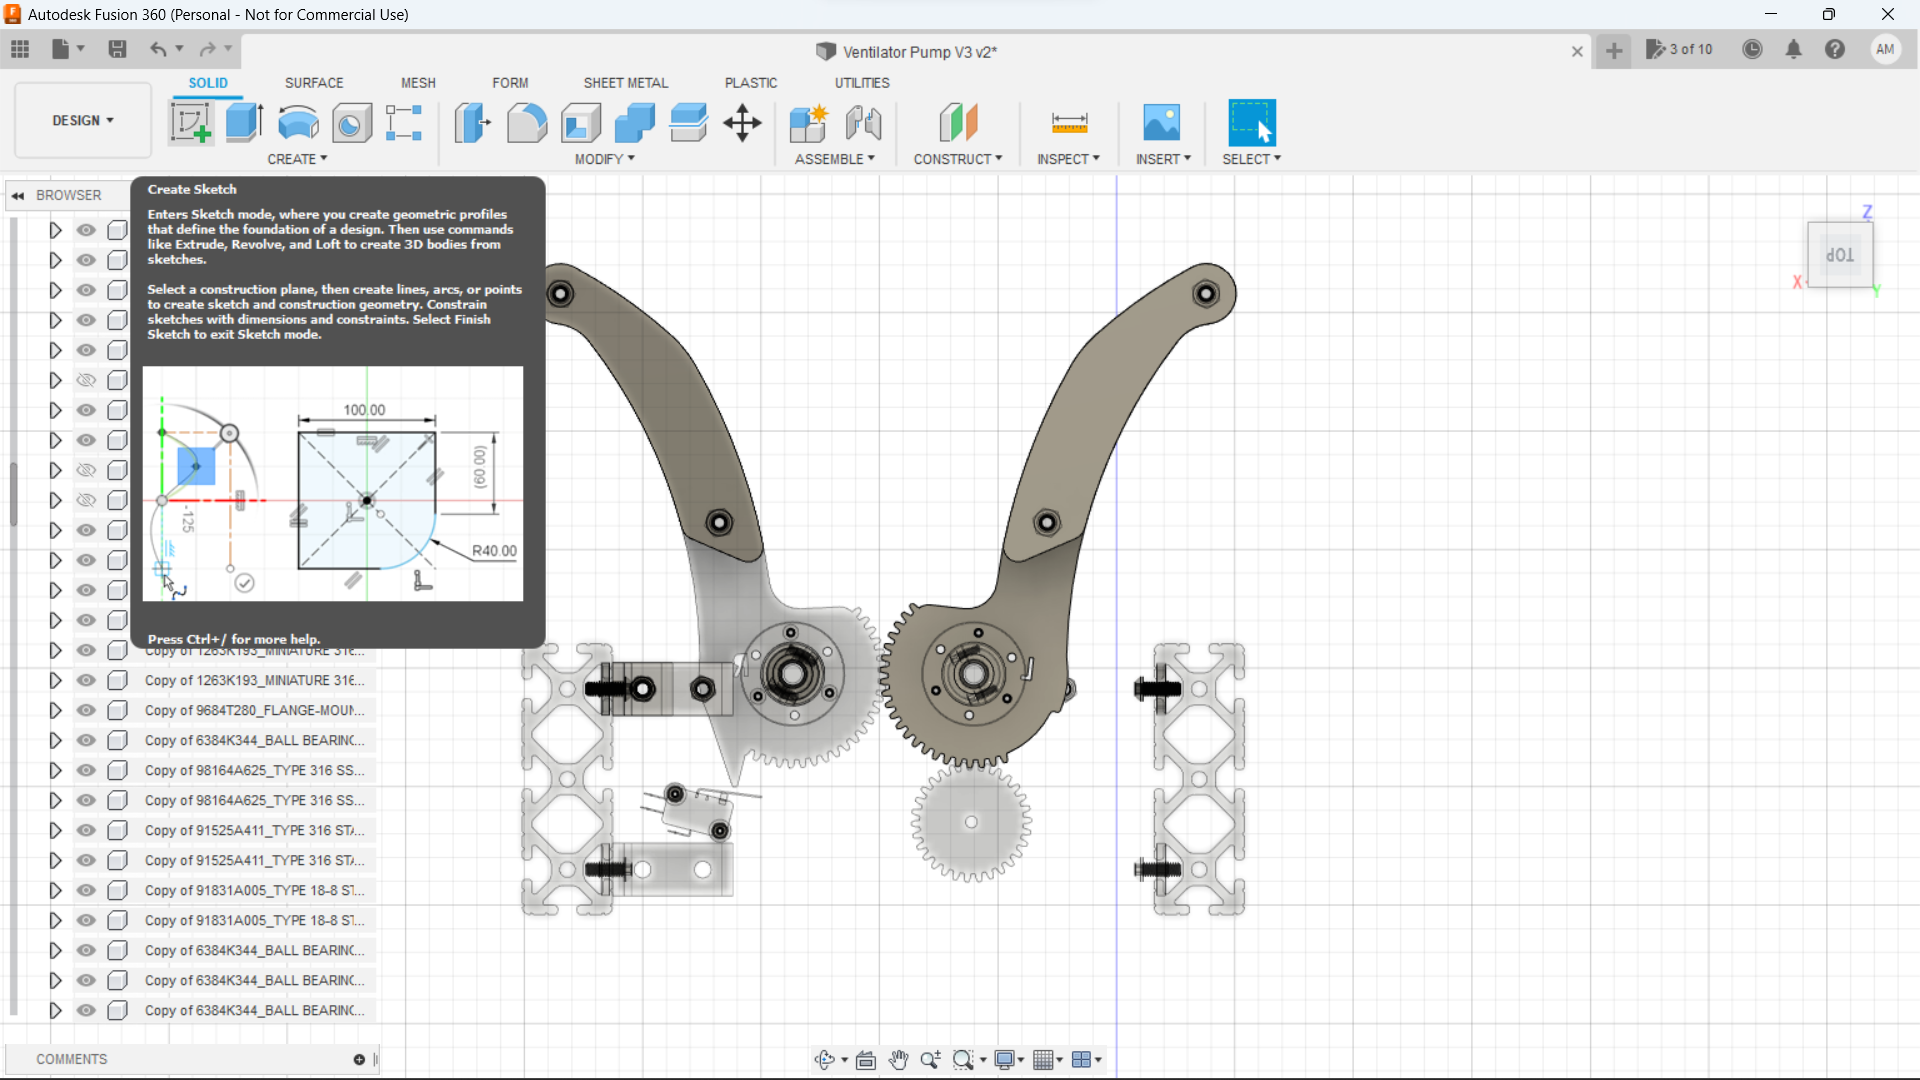 Autodesk Fusion 360 (Personal - Not for Commercial Use)
Ventilator Pump V3 v2*
3 of 10
AM
DESIGN
SOLID
SURFACE
MESH
FORM
SHEET METAL
PLASTIC
UTILITIES
CREATE
MODIFY
ASSEMBLE
CONSTRUCT
INSPECT
INSERT
SELECT
BROWSER
Create Sketch
Enters Sketch mode, where you create geometric profiles
that define the foundation of a design. Then use commands
like Extrude, Revolve, and Loft to create 3D bodies from
sketches.
Select a construction plane, then create lines, arcs, or points
to create sketch and construction geometry. Constrain
sketches with dimensions and constraints. Select Finish
Sketch to exit Sketch mode.
100.00
(60.00)
-125
R40.00
Press Ctrl+/ for more help.
Copy of 1263K193_MINIATURE 316...
Copy of 1263K193_MINIATURE 316...
Copy of 9684T280_FLANGE-MOUN...
Copy of 6384K344_BALL BEARING...
Copy of 98164A625_TYPE 316 SS...
Copy of 98164A625_TYPE 316 SS...
Copy of 91525A411_TYPE 316 STA...
Copy of 91525A411_TYPE 316 STA...
Copy of 91831A005_TYPE 18-8 ST...
Copy of 91831A005_TYPE 18-8 ST...
Copy of 6384K344_BALL BEARING...
Copy of 6384K344_BALL BEARING...
Copy of 6384K344_BALL BEARING...
COMMENTS
Z
TOP
X
Y